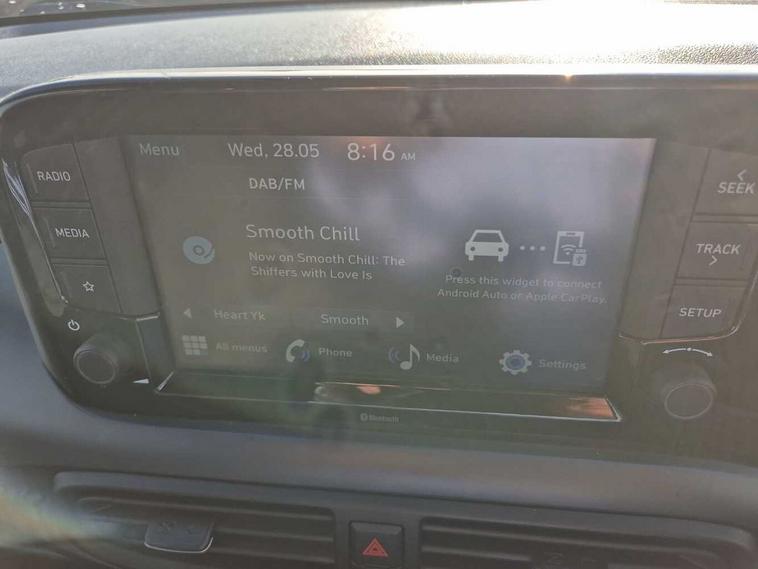 Menu
Wed, 28.05
8:16 AM
DAB/FM
RADIO
MEDIA
SEEK
TRACK
SETUP
Smooth Chill
Now on Smooth Chill: The
Shiffers with Love Is
Press this widget to connect
Android Auto or Apple CarPlay.
Heart Yk
Smooth
All menus
Phone
Media
Settings
Bluetooth